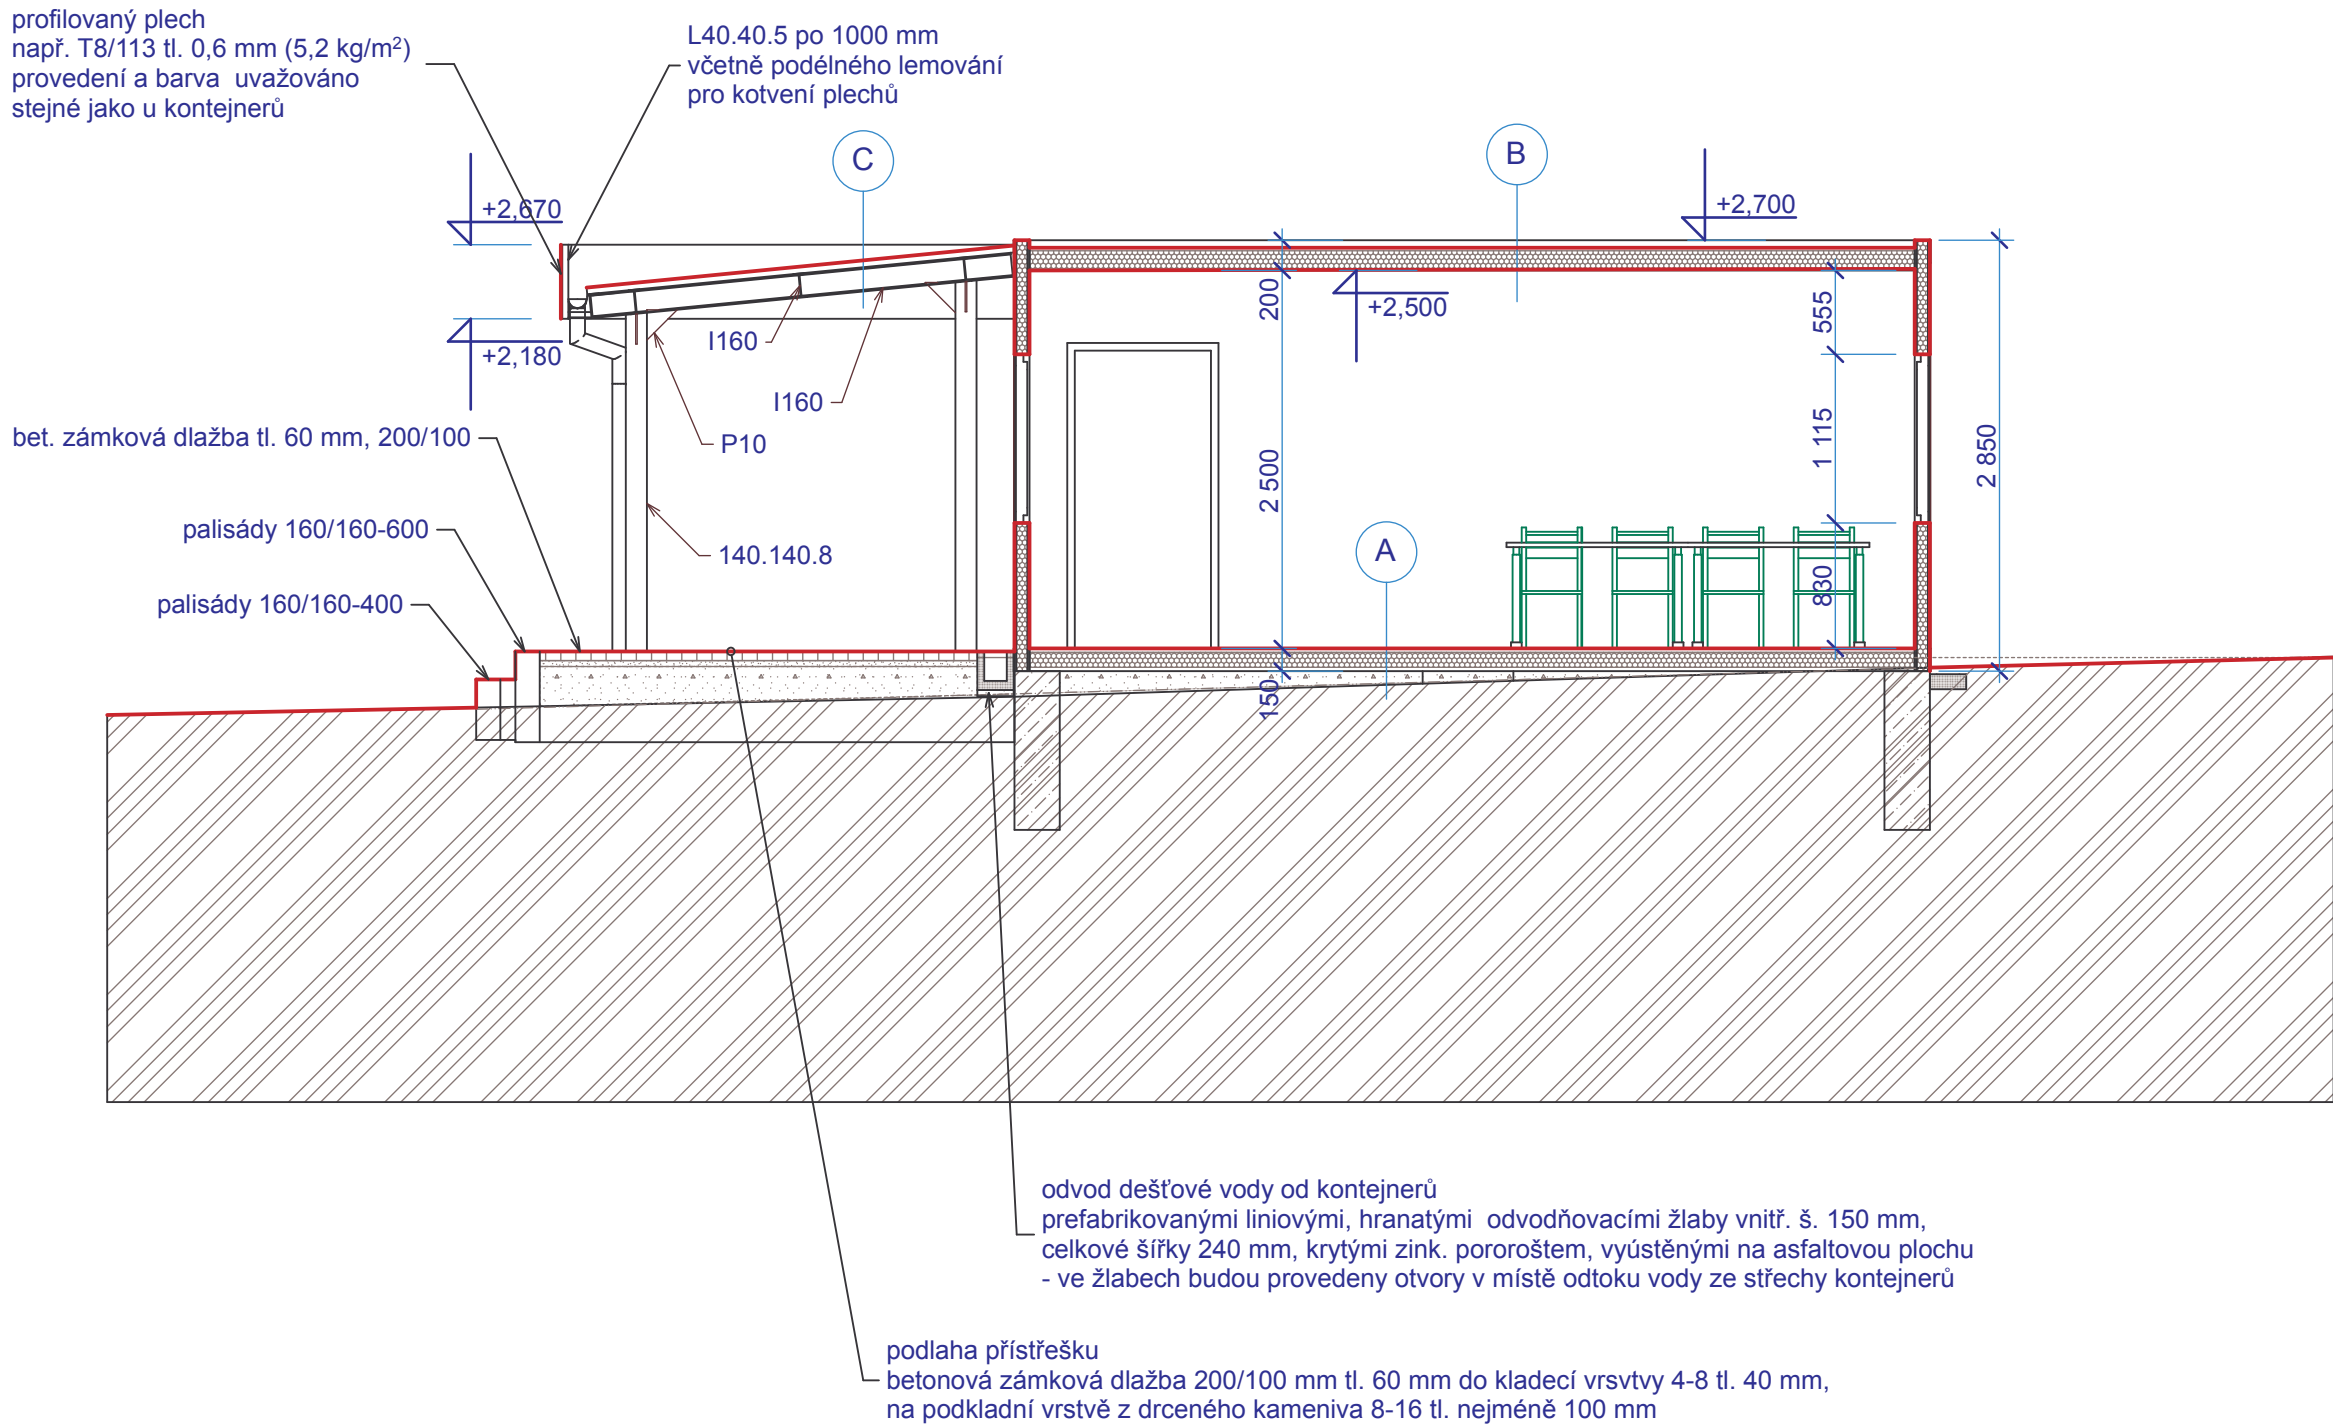 profilovaný plech
např. T8/113 tl. 0,6 mm (5,2 kg/m²)
provedení a barva  uvažováno
stejné jako u kontejnerů
L40.40.5 po 1000 mm
včetně podélného lemování
pro kotvení plechů
C
B
+2,670
+2,700
+2,180
+2,500
200
555
I160
I160
P10
bet. zámková dlažba tl. 60 mm, 200/100
2 500
1 115
2 850
palisády 160/160-600
140.140.8
A
palisády 160/160-400
830
150
odvod dešťové vody od kontejnerů
prefabrikovanými liniovými, hranatými  odvodňovacími žlaby vnitř. š. 150 mm,
celkové šířky 240 mm, krytými zink. pororoštem, vyústěnými na asfaltovou plochu
- ve žlabech budou provedeny otvory v místě odtoku vody ze střechy kontejnerů
podlaha přístřešku
betonová zámková dlažba 200/100 mm tl. 60 mm do kladecí vrsvtvy 4-8 tl. 40 mm,
na podkladní vrstvě z drceného kameniva 8-16 tl. nejméně 100 mm